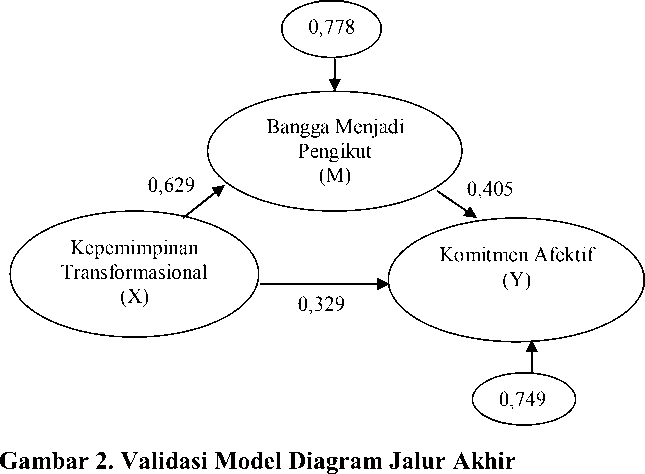 0,778
Bangga Menjadi
Pengikut
(M)
0,629
0,405
Kepemimpinan
Transformasional
(X)
Komitmen Afektif
(Y)
0,329
0,749
Gambar 2. Validasi Model Diagram Jalur Akhir